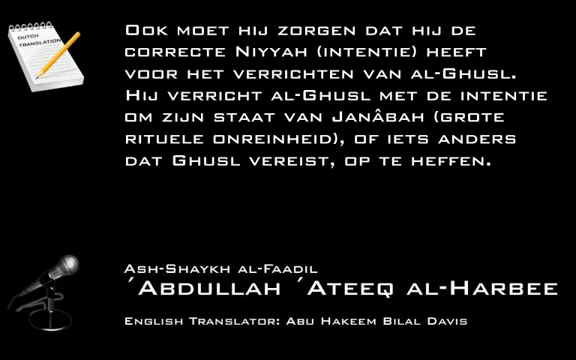 DUTCH
TRANSLATION
Ook moet hij zorgen dat hij de
correcte Niyyah (intentie) heeft
voor het verrichten van al-Ghusl.
Hij verricht al-Ghusl met de intentie
om zijn staat van Janâbah (grote
rituele onreinheid), of iets anders
dat Ghusl vereist, op te heffen.
Ash-Shaykh al-Faadil
´Abdullah ´Ateeq al-Harbee
English Translator: Abu Hakeem Bilal Davis